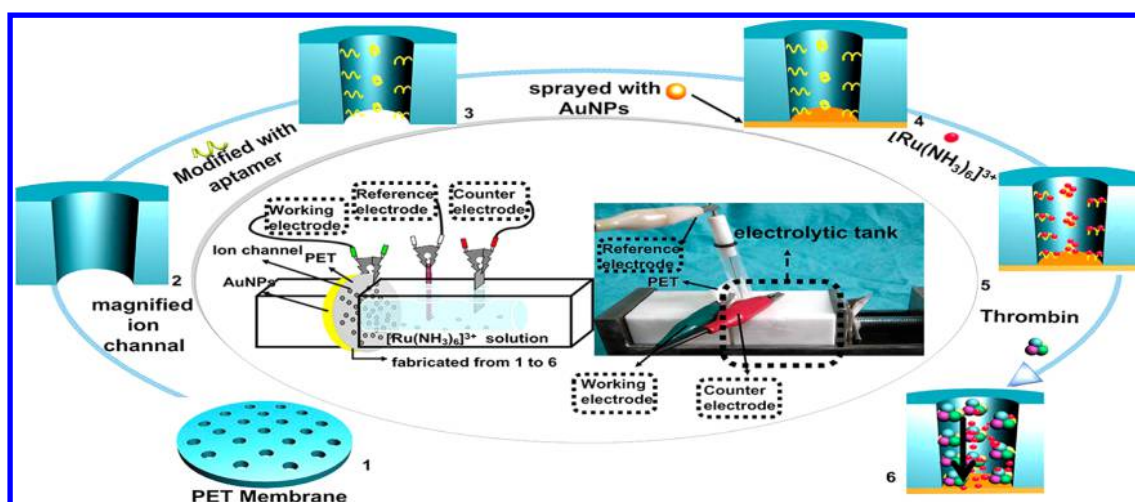 PET Membrane
1
magnified
ion
channal
2
Modified with
aptamer
3
sprayed with
AuNPs
4
[Ru(NH3)6]3+
5
Thrombin
6
Working
electrode
Reference
electrode
Counter
electrode
Ion channel
PET
AuNPs
[Ru(NH3)6]3+ solution
fabricated from 1 to 6
electrolytic tank
Reference
electrode
PET
Working
electrode
Counter
electrode